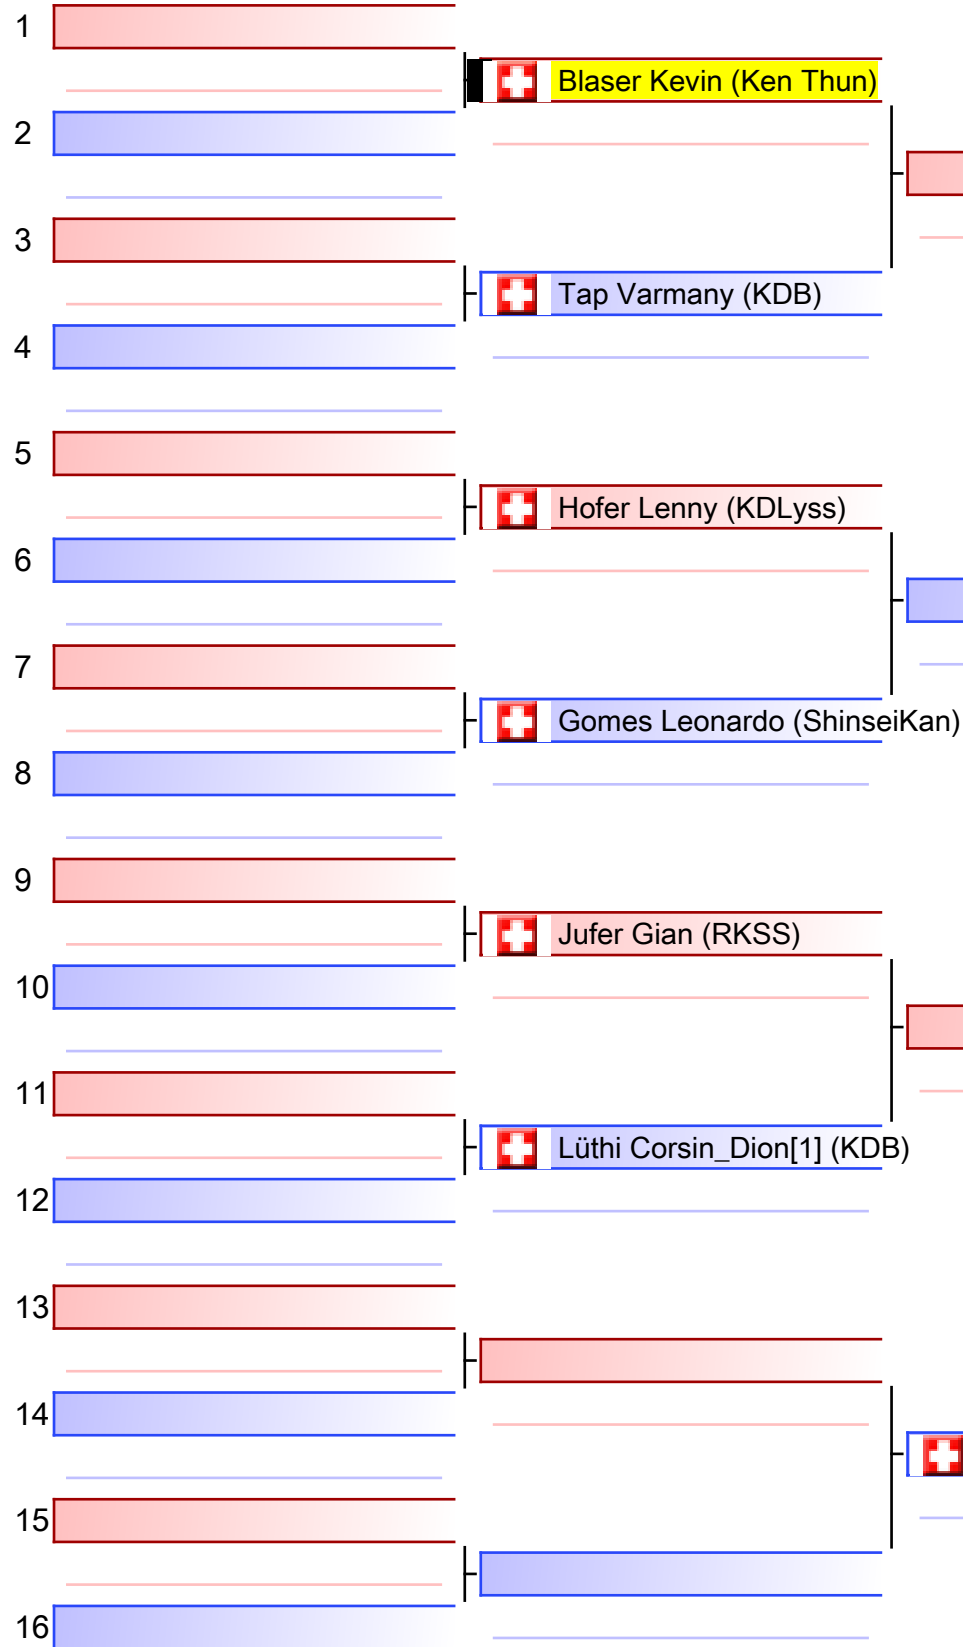 1
Blaser Kevin (Ken Thun)
2
3
Tap Varmany (KDB)
4
5
Hofer Lenny (KDLyss)
6
7
Gomes Leonardo (ShinseiKan)
8
9
Jufer Gian (RKSS)
10
11
Lüthi Corsin_Dion[1] (KDB)
12
13
14
15
16